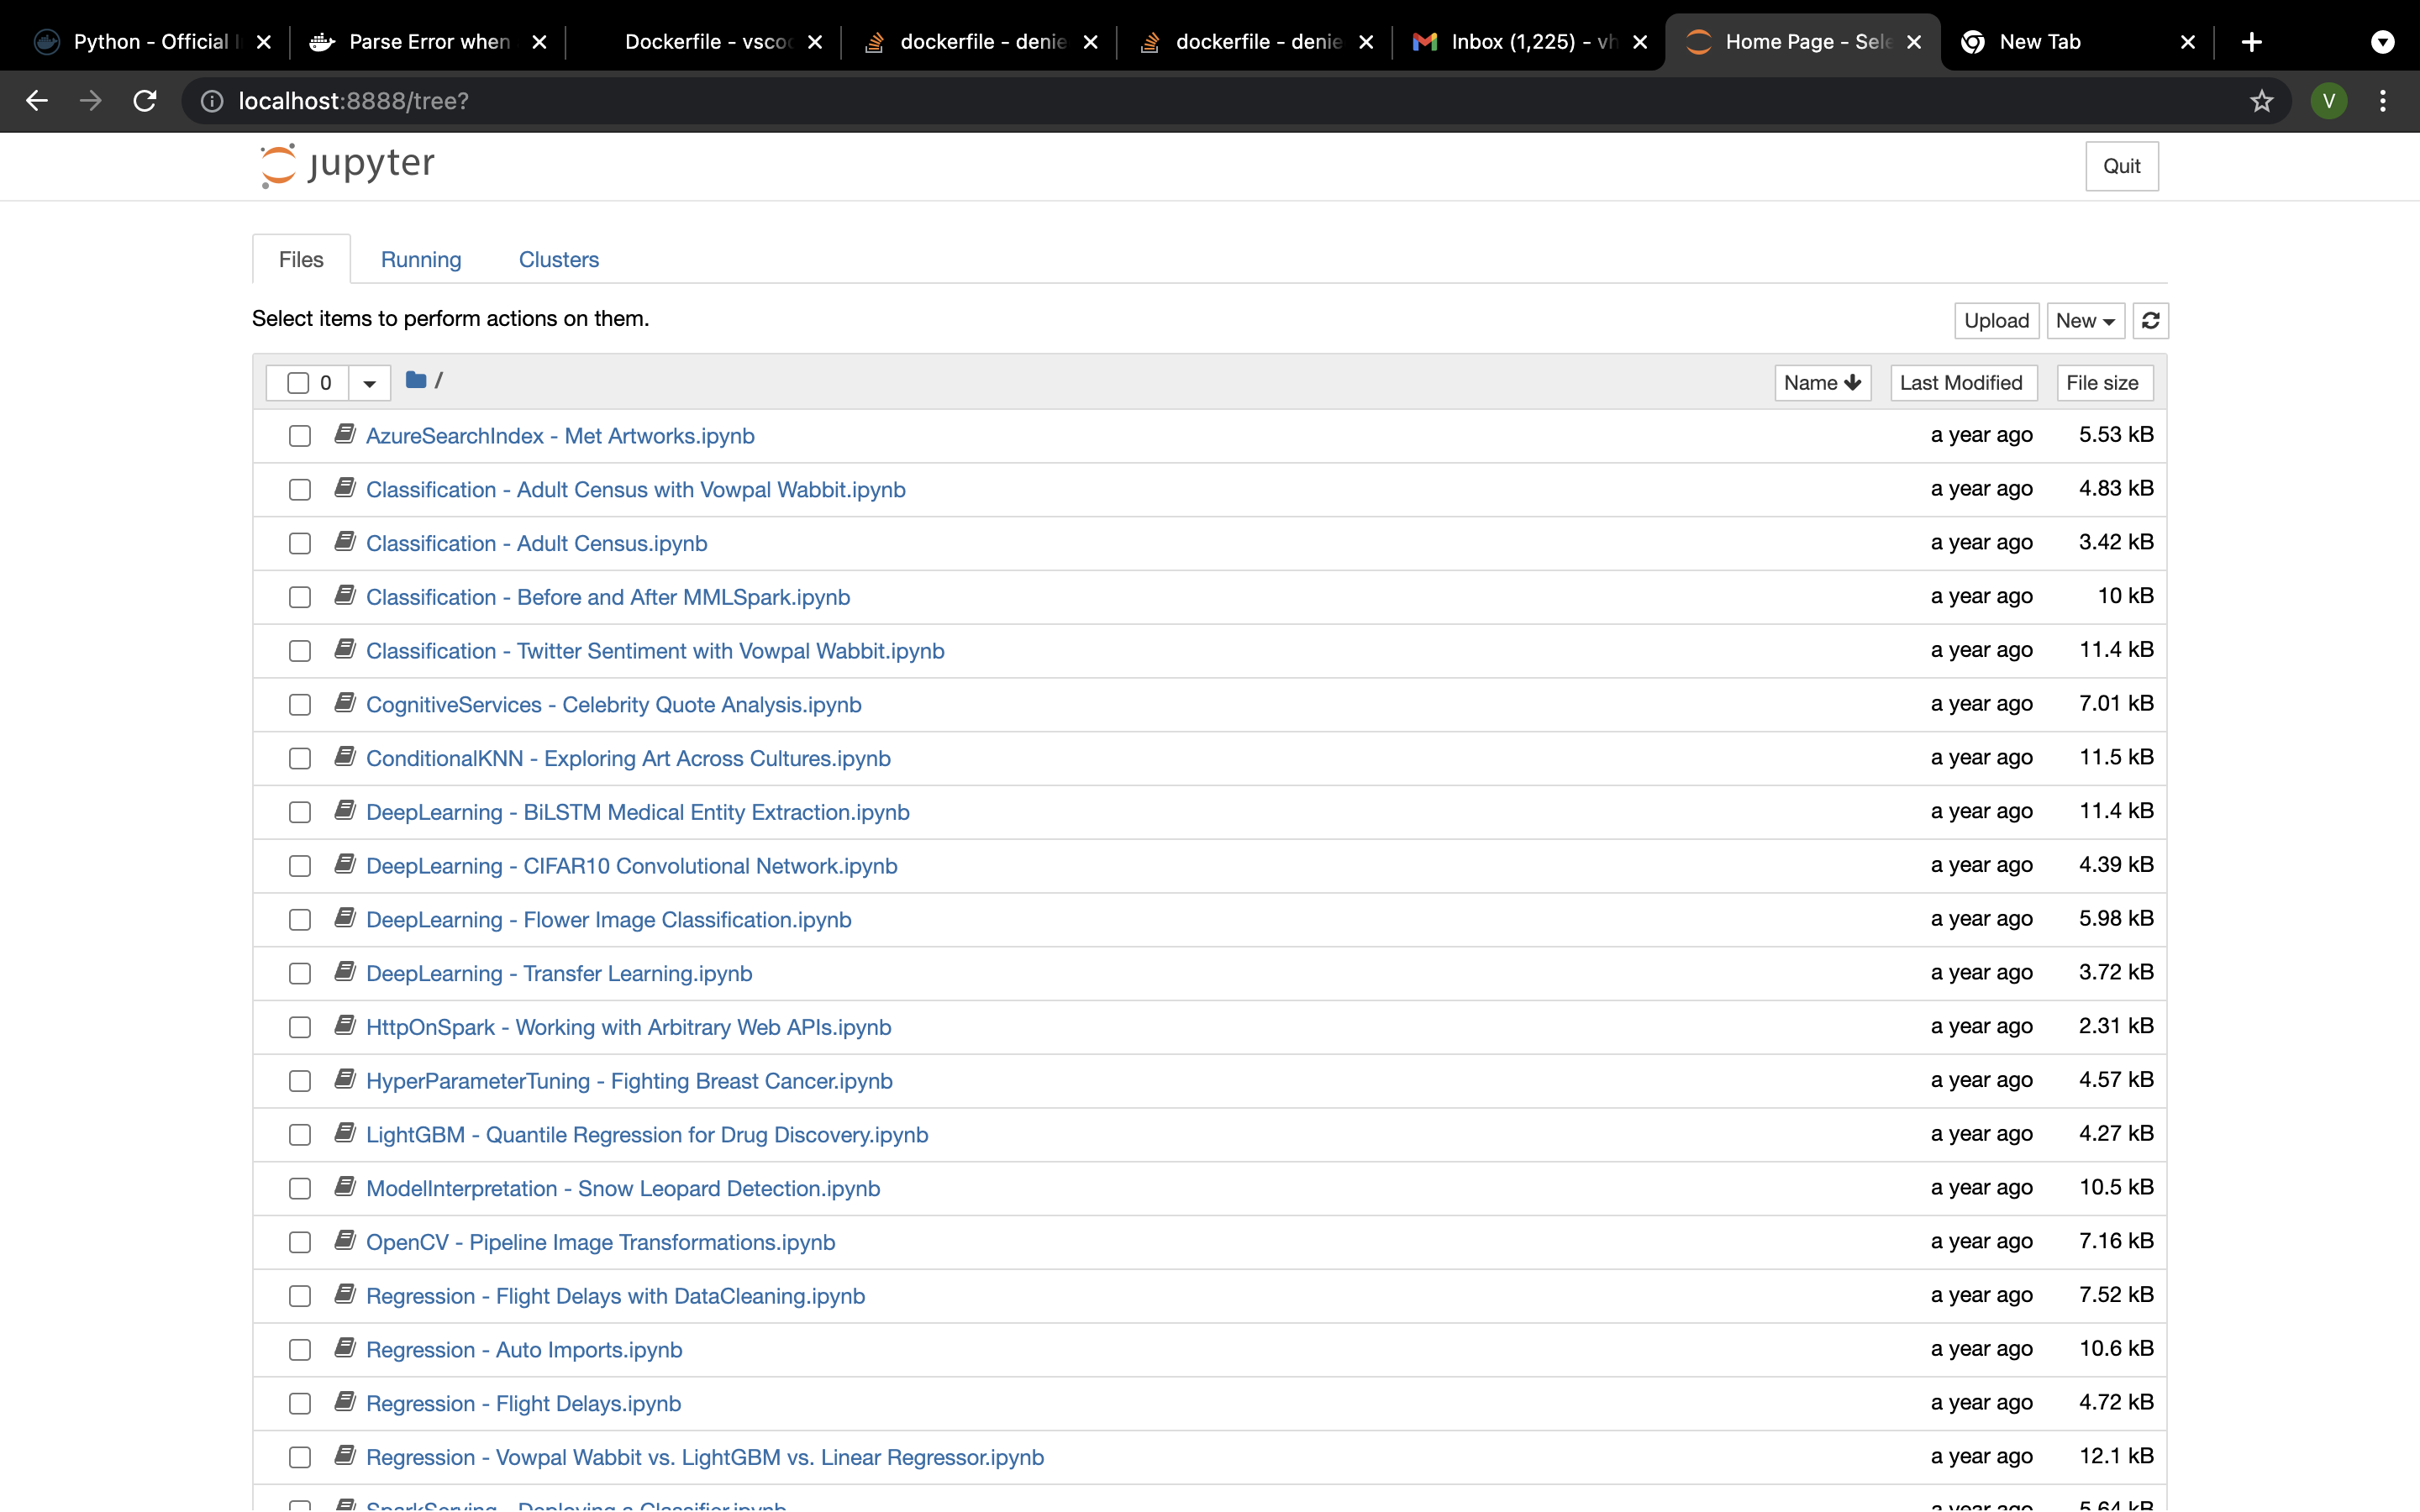 Python - Official Parse Error when Dockerfile - vscoc dockerfile - denie dockerfile - denie Inbox (1,225) - vh Home Page - Sele New Tab
localhost:8888/tree?
V
jupyter
Quit
Files Running Clusters
Select items to perform actions on them.
Upload New
0 / Name Last Modified File size
AzureSearchIndex - Met Artworks.ipynb a year ago 5.53 kB
Classification - Adult Census with Vowpal Wabbit.ipynb a year ago 4.83 kB
Classification - Adult Census.ipynb a year ago 3.42 kB
Classification - Before and After MMLSpark.ipynb a year ago 10 kB
Classification - Twitter Sentiment with Vowpal Wabbit.ipynb a year ago 11.4 kB
CognitiveServices - Celebrity Quote Analysis.ipynb a year ago 7.01 kB
ConditionalKNN - Exploring Art Across Cultures.ipynb a year ago 11.5 kB
DeepLearning - BiLSTM Medical Entity Extraction.ipynb a year ago 11.4 kB
DeepLearning - CIFAR10 Convolutional Network.ipynb a year ago 4.39 kB
DeepLearning - Flower Image Classification.ipynb a year ago 5.98 kB
DeepLearning - Transfer Learning.ipynb a year ago 3.72 kB
HttpOnSpark - Working with Arbitrary Web APIs.ipynb a year ago 2.31 kB
HyperParameterTuning - Fighting Breast Cancer.ipynb a year ago 4.57 kB
LightGBM - Quantile Regression for Drug Discovery.ipynb a year ago 4.27 kB
ModelInterpretation - Snow Leopard Detection.ipynb a year ago 10.5 kB
OpenCV - Pipeline Image Transformations.ipynb a year ago 7.16 kB
Regression - Flight Delays with DataCleaning.ipynb a year ago 7.52 kB
Regression - Auto Imports.ipynb a year ago 10.6 kB
Regression - Flight Delays.ipynb a year ago 4.72 kB
Regression - Vowpal Wabbit vs. LightGBM vs. Linear Regressor.ipynb a year ago 12.1 kB
SparkServing - Deploying a Classifier.ipynb a year ago 5.64 kB